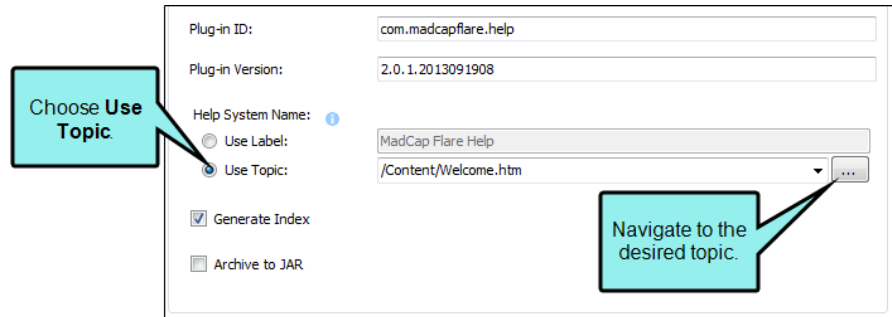 Plug-in ID:
com.madcapflare.help
Plug-in Version:
2.0.1.2013091908
Choose Use
Topic.
Help System Name:
Use Label:
MadCap Flare Help
Use Topic:
/Content/Welcome.htm
...
Generate Index
Navigate to the
desired topic.
Archive to JAR